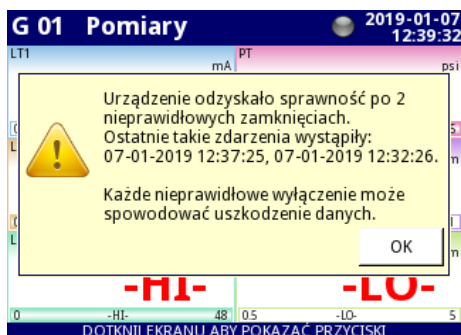 G 01 Pomiary
2019-01-07
12:39:32
LT1
mA
PT
psi
Urządzenie odzyskało sprawność po 2
nieprawidłowych zamknięciach.
Ostatnie takie zdarzenia wystąpiły:
07-01-2019 12:37:25, 07-01-2019 12:32:26.
Każde nieprawidłowe wyłączenie może
spowodować uszkodzenie danych.
OK
-HI-
-LO-
0
-HI-
48
0.5
-LO-
5
DOTKNIJ EKRANU ABY POKAZAĆ PRZYCISKI